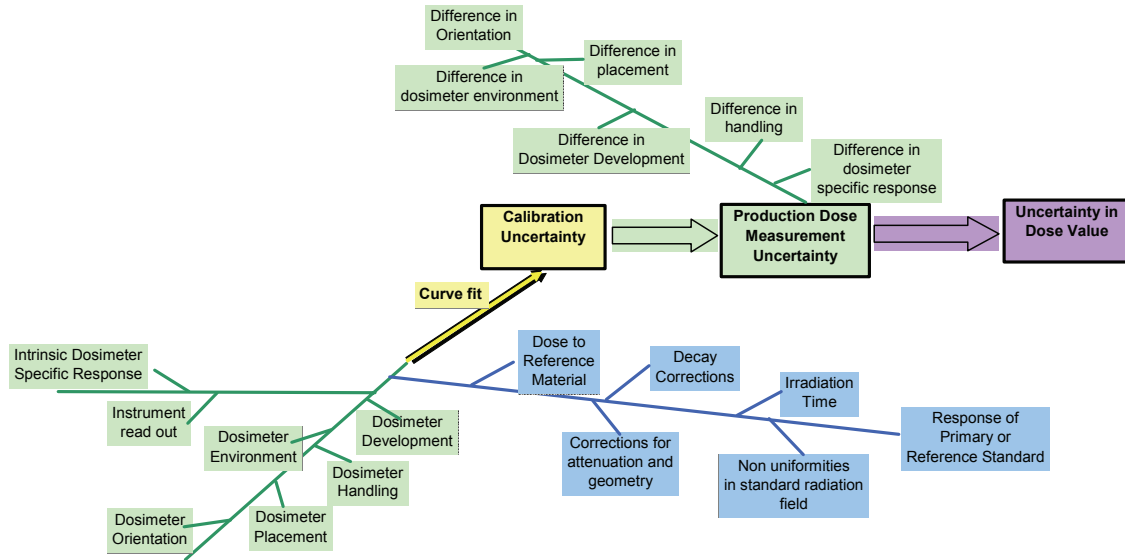 Difference in
Orientation
Difference in
placement
Difference in
dosimeter environment
Difference in
handling
Difference in
Dosimeter Development
Difference in
dosimeter
specific response
Calibration
Uncertainty
Production Dose
Measurement
Uncertainty
Uncertainty in
Dose Value
Curve fit
Intrinsic Dosimeter
Specific Response
Instrument
read out
Dosimeter
Development
Dosimeter
Environment
Dosimeter
Handling
Dosimeter
Placement
Dosimeter
Orientation
Dose to
Reference
Material
Decay
Corrections
Irradiation
Time
Response of
Primary or
Reference Standard
Corrections for
attenuation and
geometry
Non uniformities
in standard radiation
field